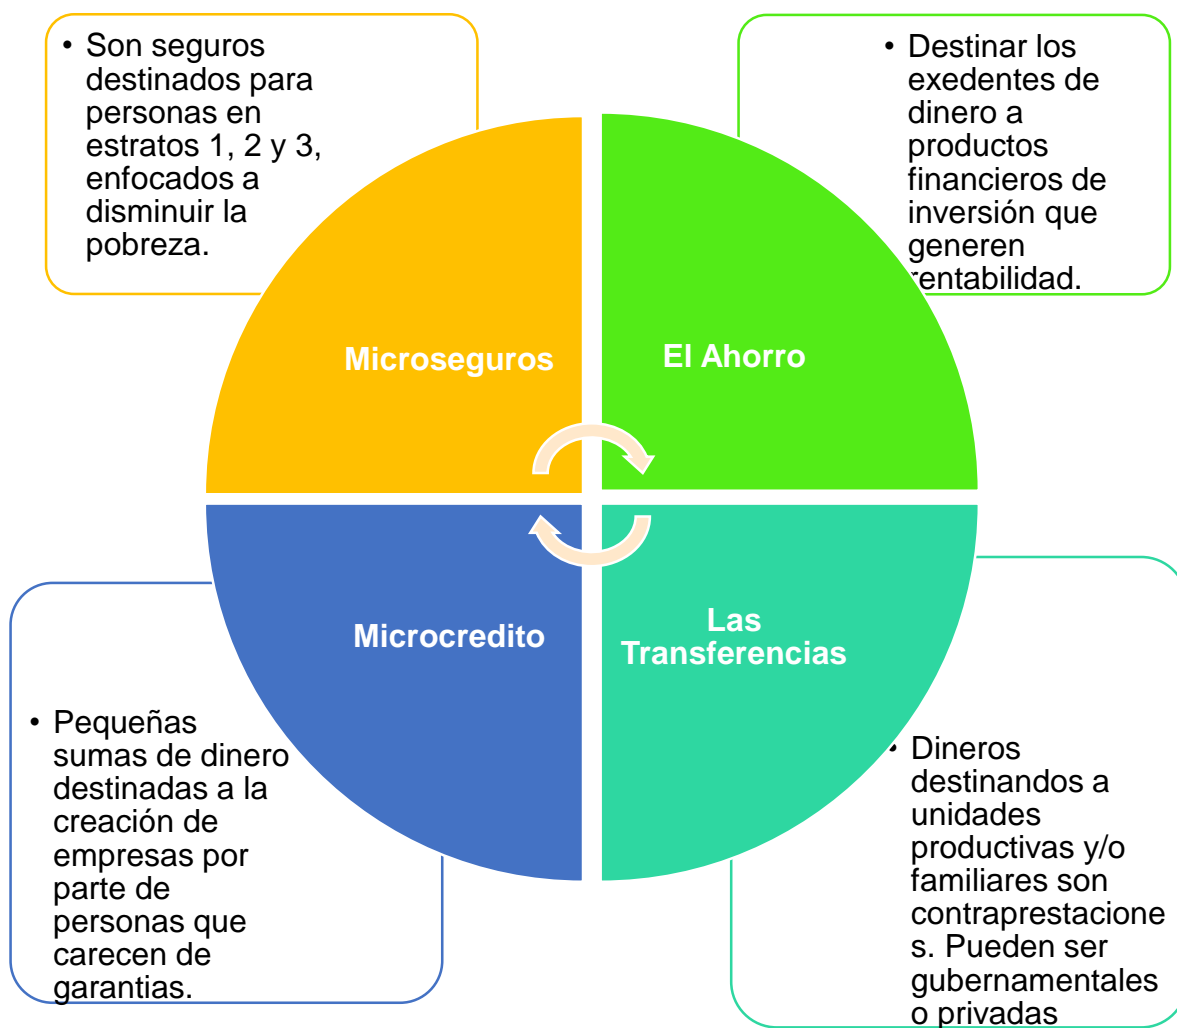 • Son seguros
destinados para
personas en
estratos 1, 2 y 3,
enfocados a
disminuir la
pobreza.
• Destinar los
exedentes de
dinero a
productos
financieros de
inversión que
generen
rentabilidad.
Microseguros
El Ahorro
Microcredito
Las
Transferencias
• Pequeñas
sumas de dinero
destinadas a la
creación de
empresas por
parte de
personas que
carecen de
garantias.
• Dineros
destinandos a
unidades
productivas y/o
familiares son
contraprestacione
s. Pueden ser
gubernamentales
o privadas